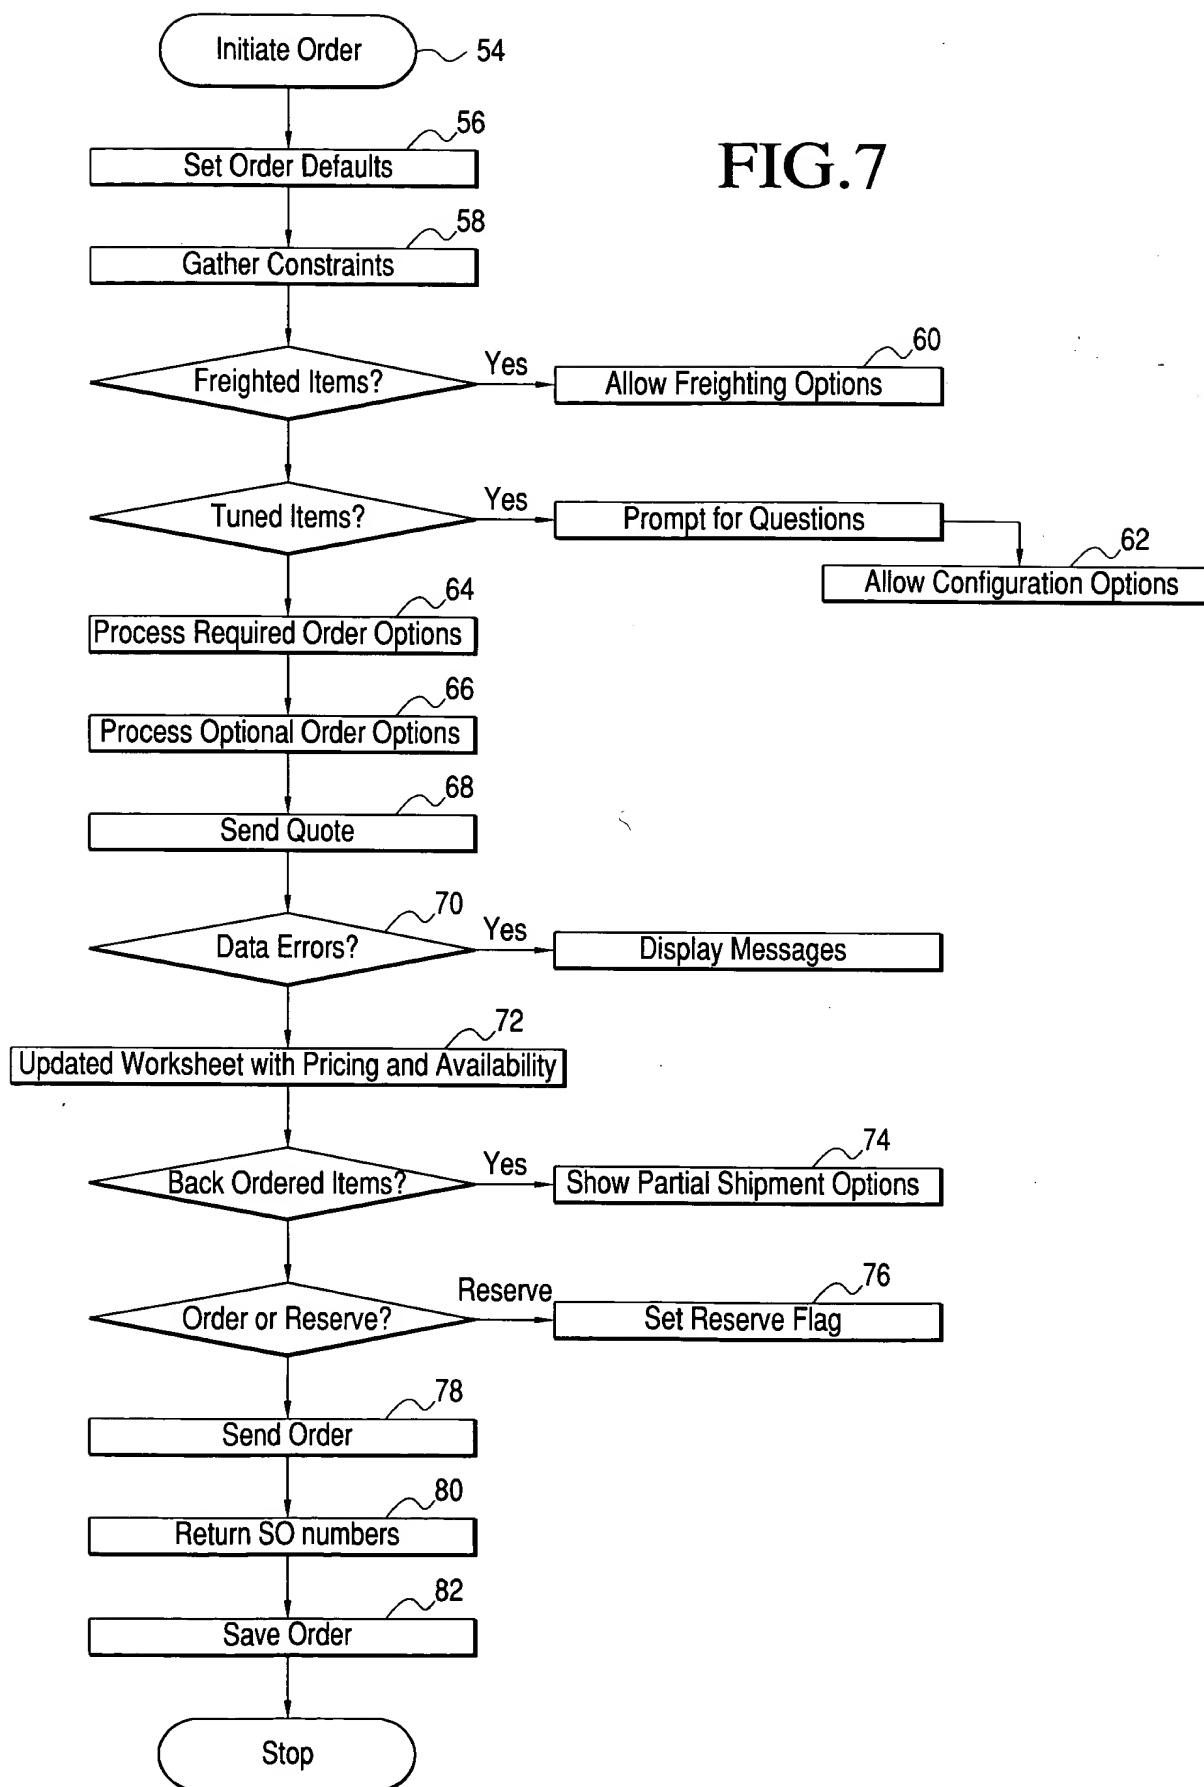 Initiate Order
54
FIG.7
56
Set Order Defaults
58
Gather Constraints
Freighted Items?
Yes
60
Allow Freighting Options
Tuned Items?
Yes
Prompt for Questions
62
Allow Configuration Options
64
Process Required Order Options
66
Process Optional Order Options
68
Send Quote
70
Data Errors?
Yes
Display Messages
72
Updated Worksheet with Pricing and Availability
Back Ordered Items?
Yes
74
Show Partial Shipment Options
Order or Reserve?
Reserve
76
Set Reserve Flag
78
Send Order
80
Return SO numbers
82
Save Order
Stop